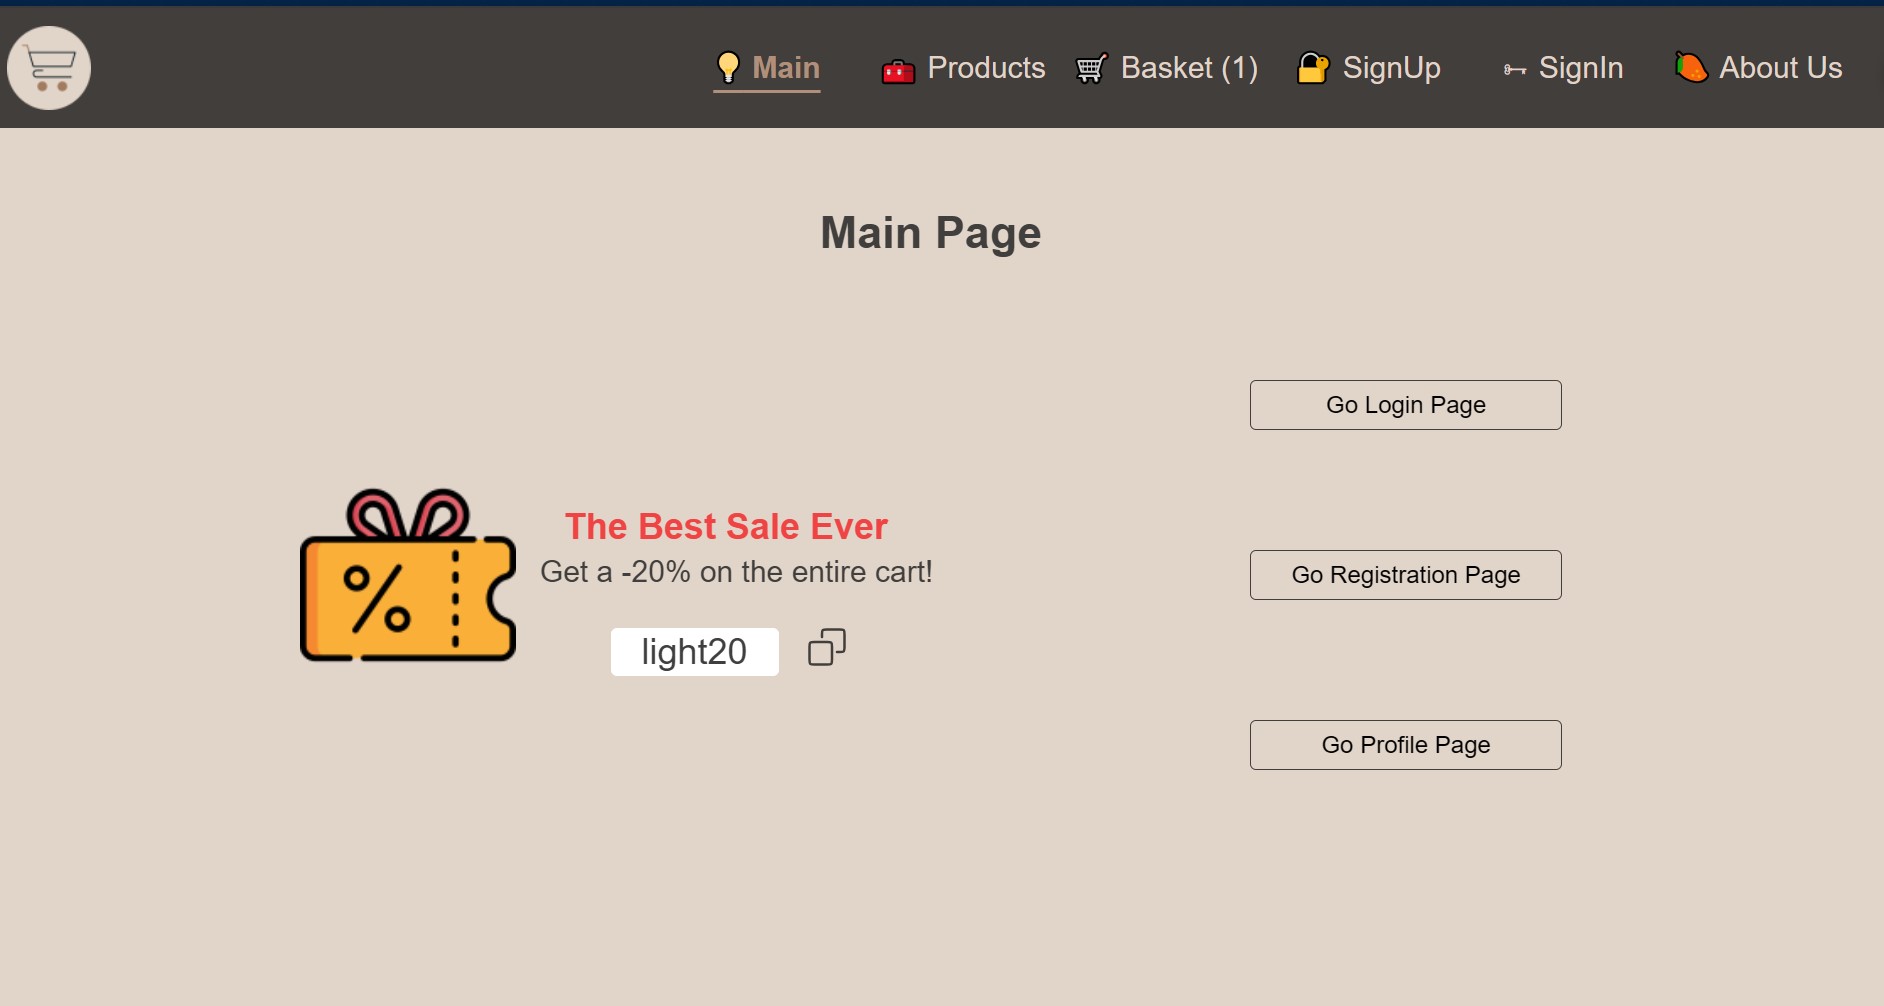 Main Products Basket (1) SignUp SignIn About Us
Main Page
Go Login Page
The Best Sale Ever
Get a -20% on the entire cart!
Go Registration Page
light20
Go Profile Page